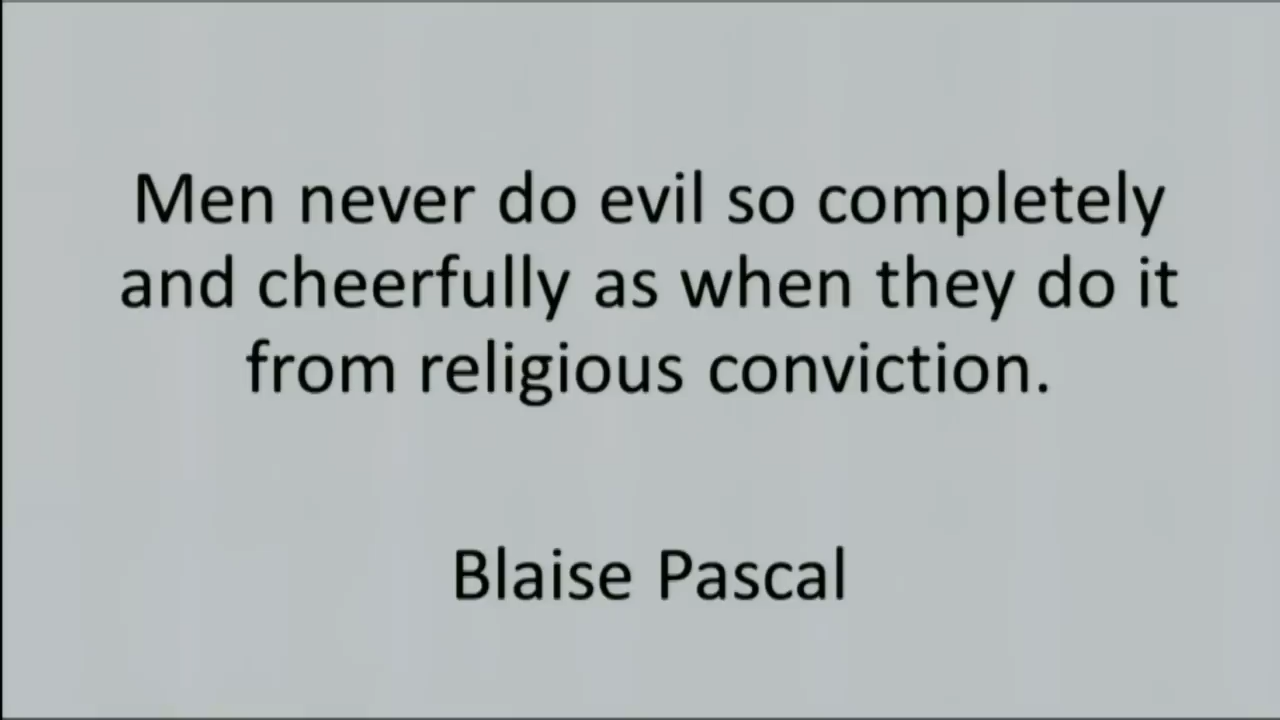 Men never do evil so completely
and cheerfully as when they do it
from religious conviction.
Blaise Pascal